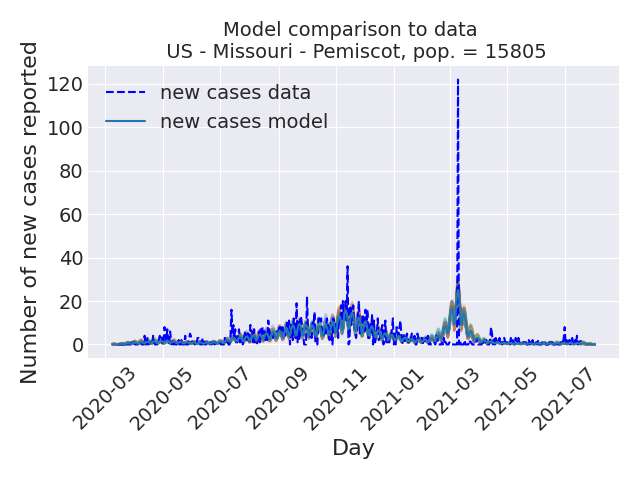 Model comparison to data
US - Missouri - Pemiscot, pop. = 15805
Number of new cases reported
new cases data
new cases model
120
100
80
60
40
20
0
2020-03
2020-05
2020-07
2020-09
2020-11
2021-01
2021-03
2021-05
2021-07
Day